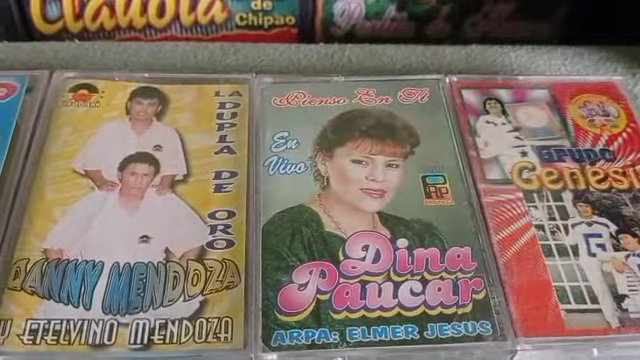 Claudia
de
Chipao
LA
DUPLA DE ORO
DANNY MENDOZA
Y ETELVINO MENDOZA
Pienso En Ti
En
Vivo
Dina
Paucar
ARPA: ELMER JESUS
GRUPO
Genesis